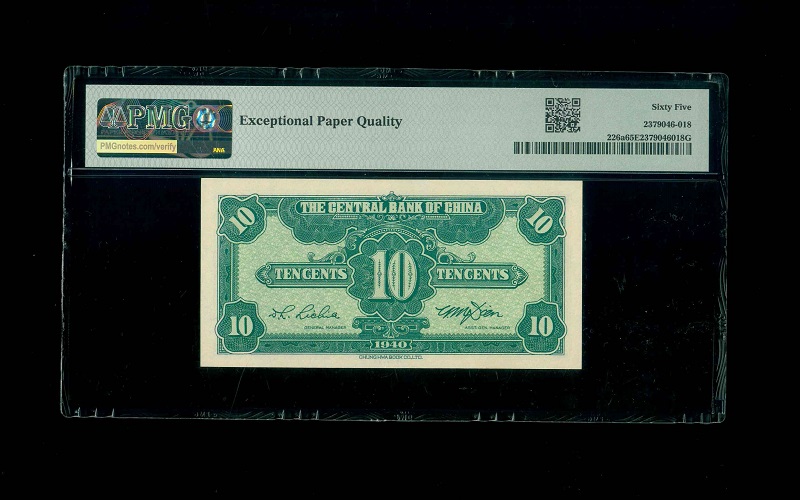 PMG
PMGnotes.com/verify
ANA
Exceptional Paper Quality
Sixty Five
2379046-018
226a65E2379046018G
10
THE CENTRAL BANK OF CHINA
10
TEN CENTS
10
TEN CENTS
GENERAL MANAGER
ASST. GEN. MANAGER
10
10
1940
CHUNG HWA BOOK CO., LTD.